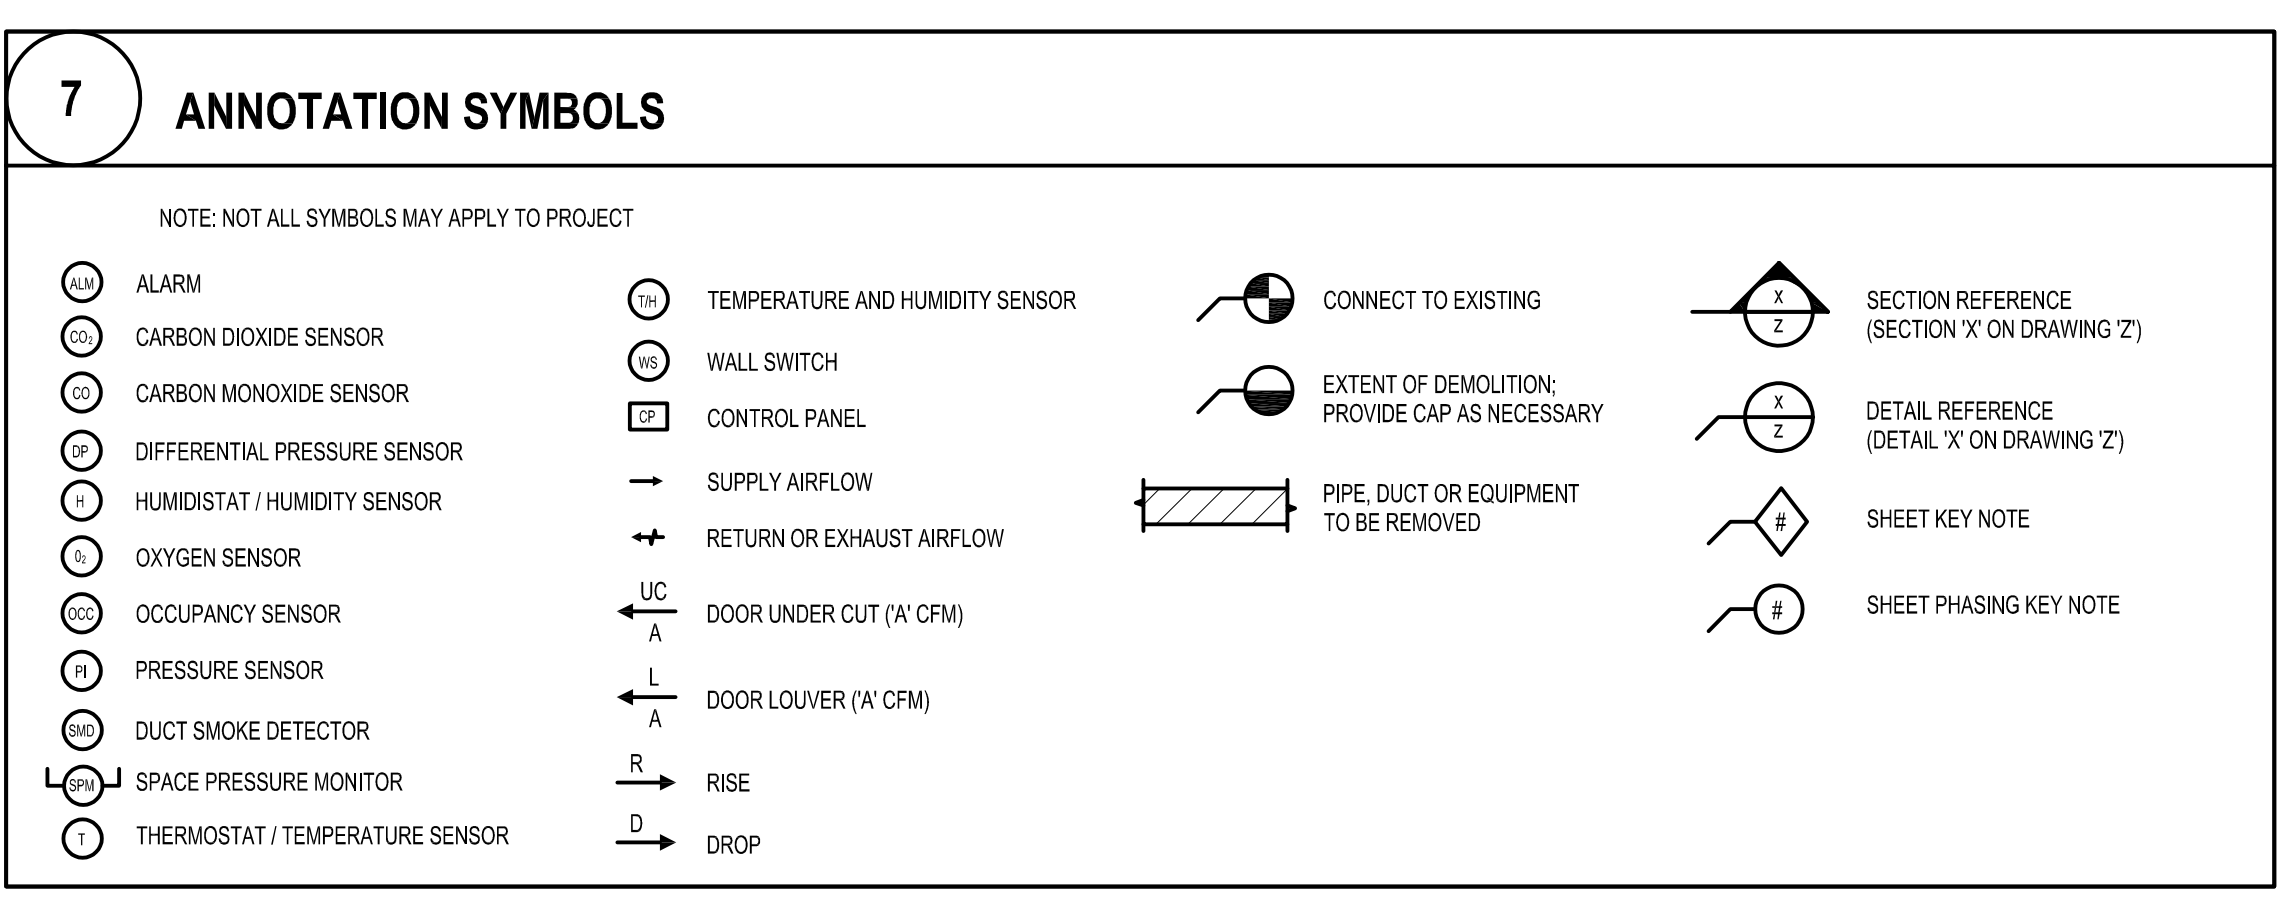 7
ANNOTATION SYMBOLS
NOTE: NOT ALL SYMBOLS MAY APPLY TO PROJECT
ALM ALARM
CO₂ CARBON DIOXIDE SENSOR
CO CARBON MONOXIDE SENSOR
DP DIFFERENTIAL PRESSURE SENSOR
H HUMIDISTAT / HUMIDITY SENSOR
0₂ OXYGEN SENSOR
OCC OCCUPANCY SENSOR
PI PRESSURE SENSOR
SMD DUCT SMOKE DETECTOR
SPM SPACE PRESSURE MONITOR
T THERMOSTAT / TEMPERATURE SENSOR
T/H TEMPERATURE AND HUMIDITY SENSOR
WS WALL SWITCH
CP CONTROL PANEL
SUPPLY AIRFLOW
RETURN OR EXHAUST AIRFLOW
UC
DOOR UNDER CUT ('A' CFM)
A
L
DOOR LOUVER ('A' CFM)
A
R
RISE
D
DROP
CONNECT TO EXISTING
EXTENT OF DEMOLITION;
PROVIDE CAP AS NECESSARY
PIPE, DUCT OR EQUIPMENT
TO BE REMOVED
X SECTION REFERENCE
Z (SECTION 'X' ON DRAWING 'Z')
X DETAIL REFERENCE
Z (DETAIL 'X' ON DRAWING 'Z')
# SHEET KEY NOTE
# SHEET PHASING KEY NOTE